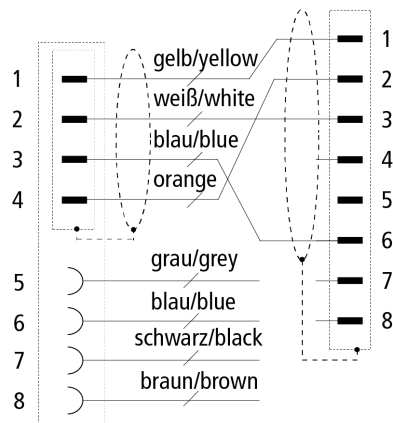 1
gelb/yellow
1
2
weiß/white
2
3
blau/blue
3
4
orange
4
5
6
5
grau/grey
7
6
blau/blue
8
7
schwarz/black
8
braun/brown